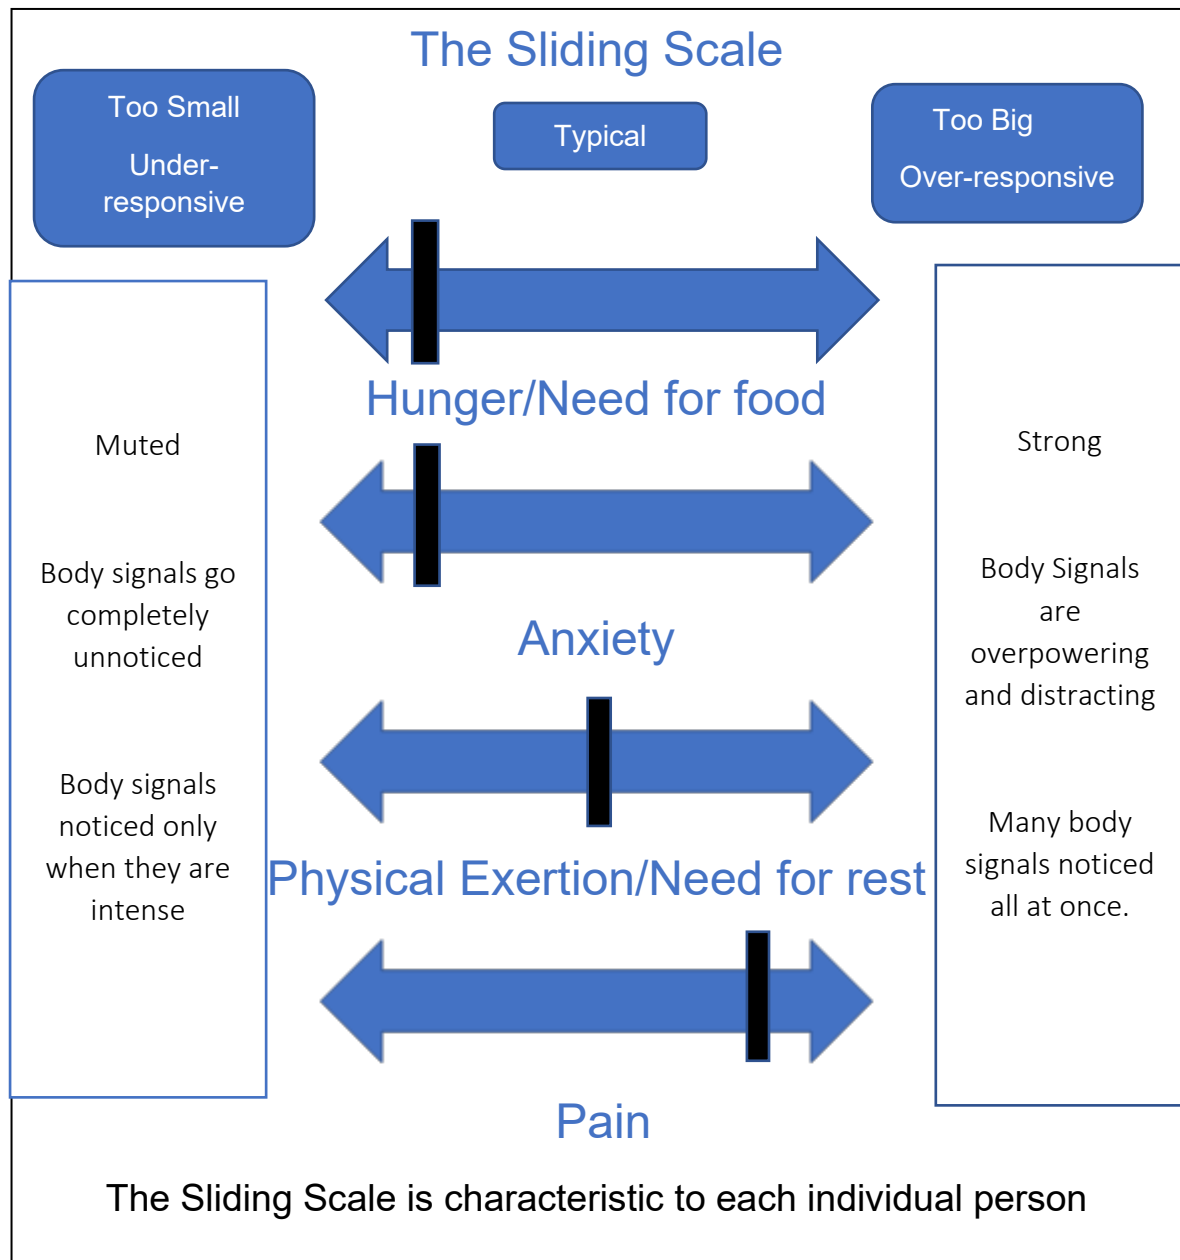 The Sliding Scale
Too Small
Under-
responsive
Typical
Too Big
Over-responsive
Muted
Body signals go
completely
unnoticed
Body signals
noticed only
when they are
intense
Hunger/Need for food
Anxiety
Physical Exertion/Need for rest
Pain
Strong
Body Signals
are
overpowering
and distracting
Many body
signals noticed
all at once.
The Sliding Scale is characteristic to each individual person